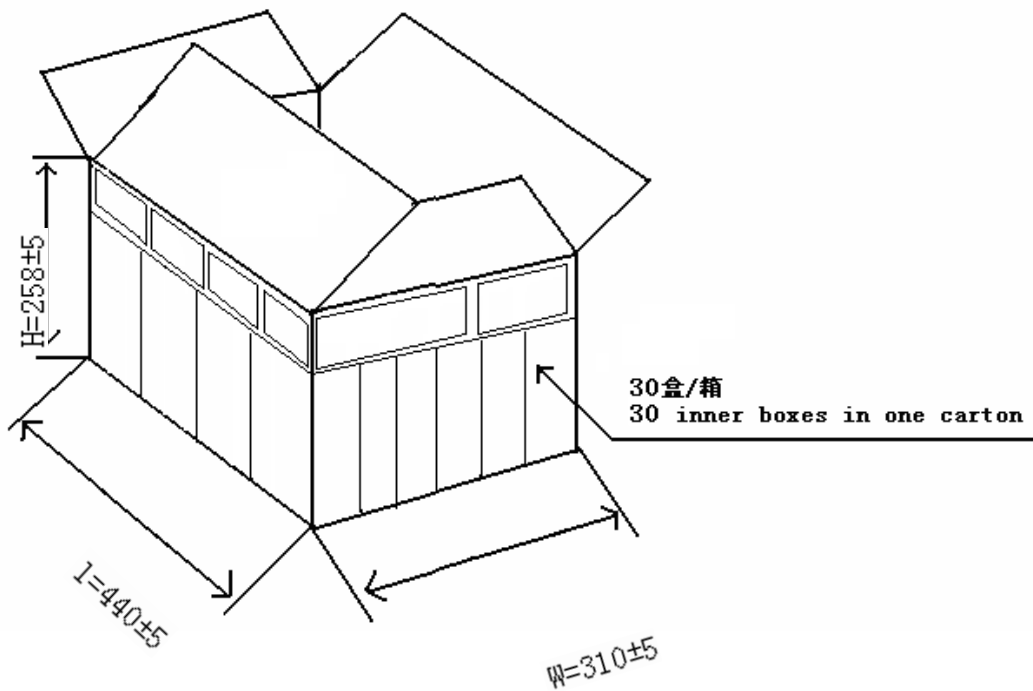 H=258±5
30盒/箱
30 inner boxes in one carton
l=440±5
W=310±5